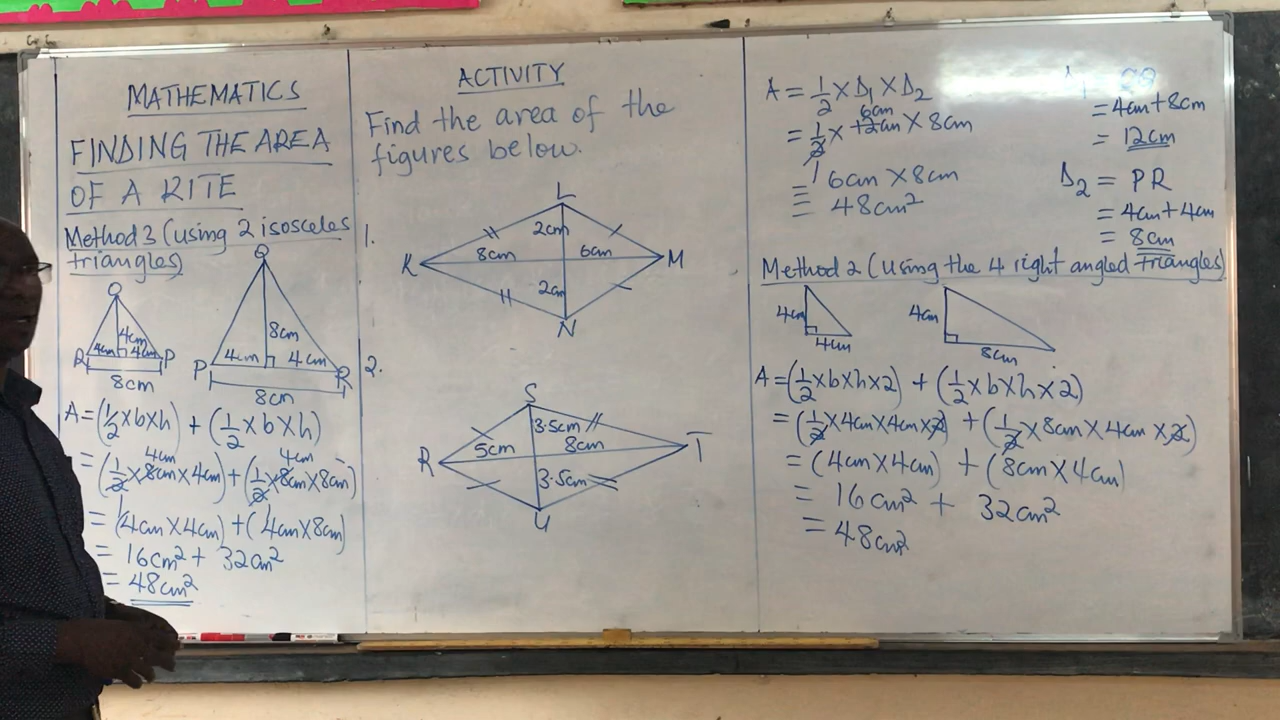 MATHEMATICS
FINDING THE AREA
OF A KITE
Method 3 (using 2 isosceles
triangles)
Q
4cm
4cm 4cm
R P
8cm
Q
8cm
4cm 4cm
P R
8cm
A = (1/2 x b x h) + (1/2 x b x h)
4cm 4cm
= (1/2 x 8cm x 4cm) + (1/2 x 8cm x 8cm)
= (4cm x 4cm) + (4cm x 8cm)
= 16cm² + 32cm²
= 48cm²
ACTIVITY
Find the area of the
figures below.
1.
L
2cm
K 8cm 6cm M
2cm
N
2.
S
3.5cm
R 5cm 8cm T
3.5cm
U
A = 1/2 x D₁ x D₂
6cm
= 1/2 x 12cm x 8cm
1
= 6cm x 8cm
= 48cm²
= 4cm + 8cm
= 12cm
D₂ = PR
= 4cm + 4cm
= 8cm
Method 2 (Using the 4 right angled Triangles)
4cm
4cm
4cm
8cm
A = (1/2 x b x h x 2) + (1/2 x b x h x 2)
= (1/2 x 4cm x 4cm x 2) + (1/2 x 8cm x 4cm x 2)
= (4cm x 4cm) + (8cm x 4cm)
= 16cm² + 32cm²
= 48cm²